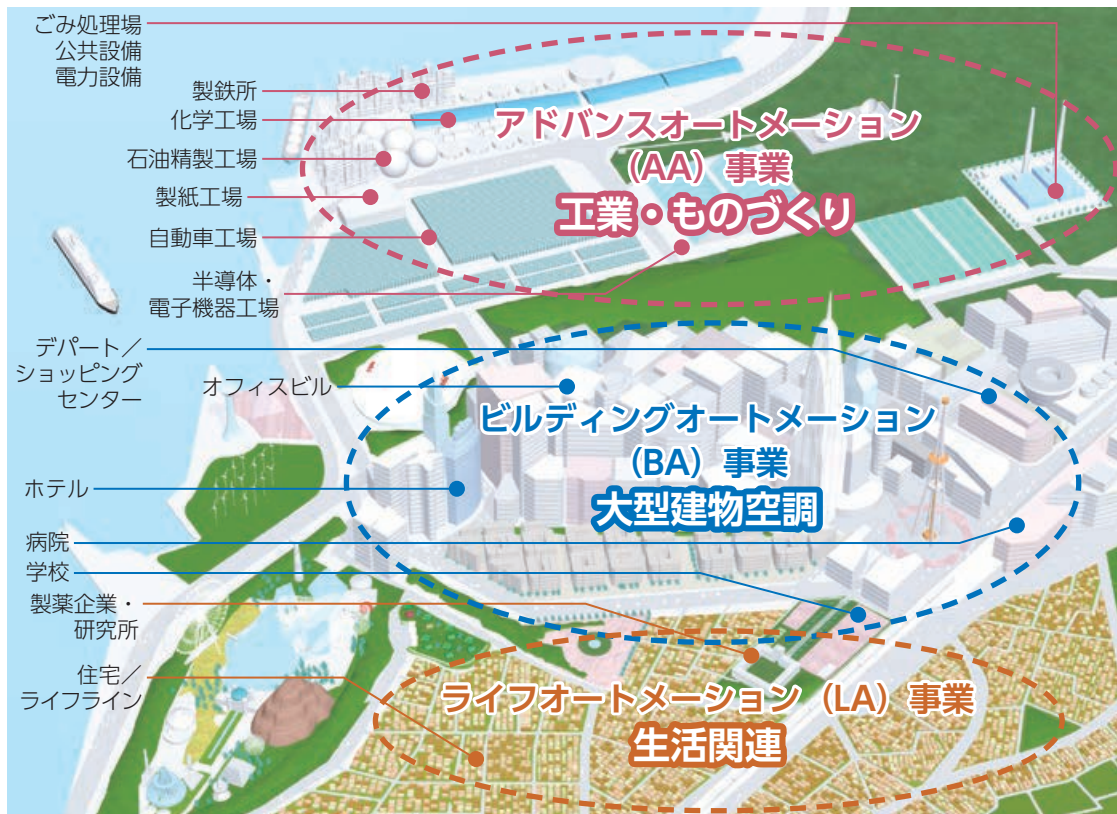 ごみ処理場
公共設備
電力設備
製鉄所
化学工場
石油精製工場
製紙工場
自動車工場
半導体・
電子機器工場
アドバンスオートメーション
（AA）事業
工業・ものづくり
デパート／
ショッピング
センター
オフィスビル
ホテル
病院
学校
ビルディングオートメーション
（BA）事業
大型建物空調
製薬企業・
研究所
住宅／
ライフライン
ライフオートメーション（LA）事業
生活関連